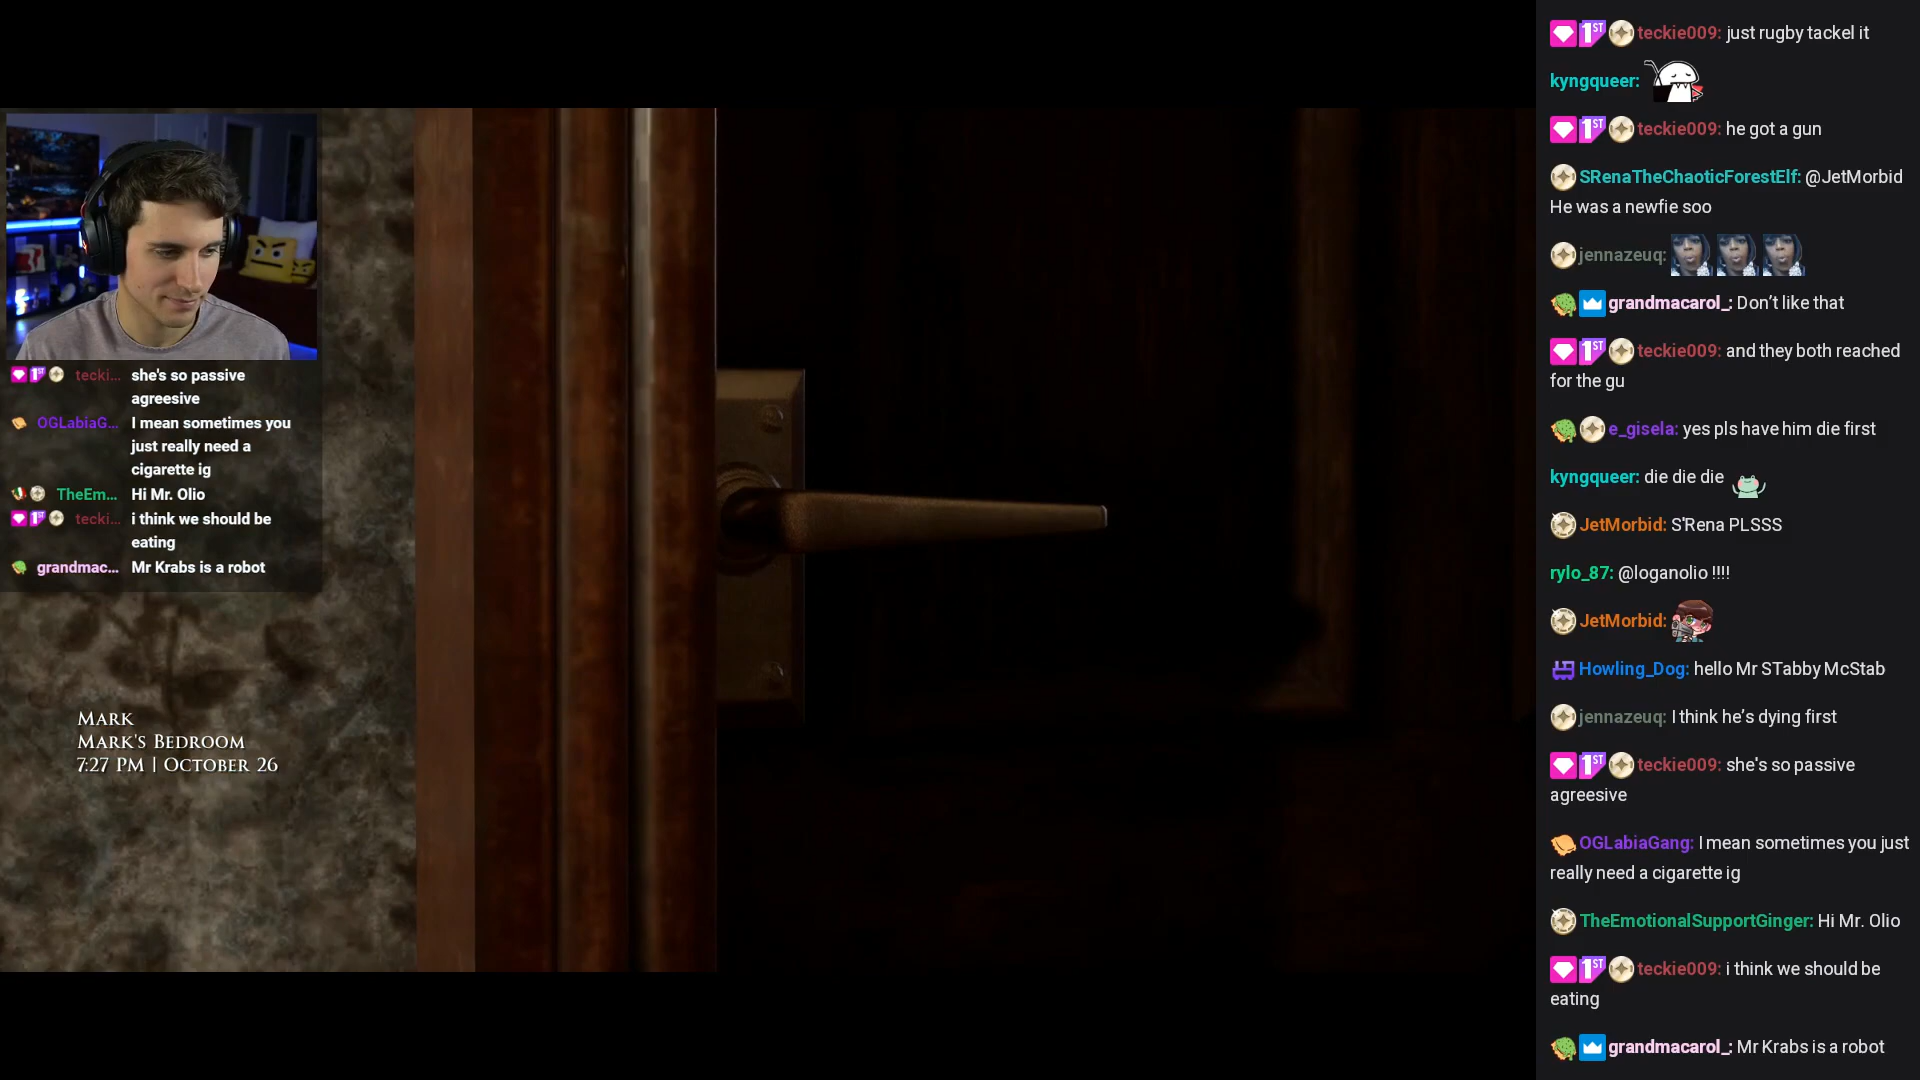 she's so passive
agreesive
tecki...
OGLabiaG...
I mean sometimes you
just really need a
cigarette ig
TheEm...
Hi Mr. Olio
tecki...
i think we should be
eating
grandmac...
Mr Krabs is a robot
Mark
Mark's Bedroom
7:27 PM | October 26
1ST teckie009: just rugby tackel it
kyngqueer:
1ST teckie009: he got a gun
SRenaTheChaoticForestElf: @JetMorbid
He was a newfie soo
jennazeuq:
grandmacarol_: Don’t like that
1ST teckie009: and they both reached
for the gu
e_gisela: yes pls have him die first
kyngqueer: die die die
JetMorbid: S'Rena PLSSS
rylo_87: @loganolio !!!!
JetMorbid:
Howling_Dog: hello Mr STabby McStab
jennazeuq: I think he’s dying first
1ST teckie009: she's so passive
agreesive
OGLabiaGang: I mean sometimes you just
really need a cigarette ig
TheEmotionalSupportGinger: Hi Mr. Olio
1ST teckie009: i think we should be
eating
grandmacarol_: Mr Krabs is a robot